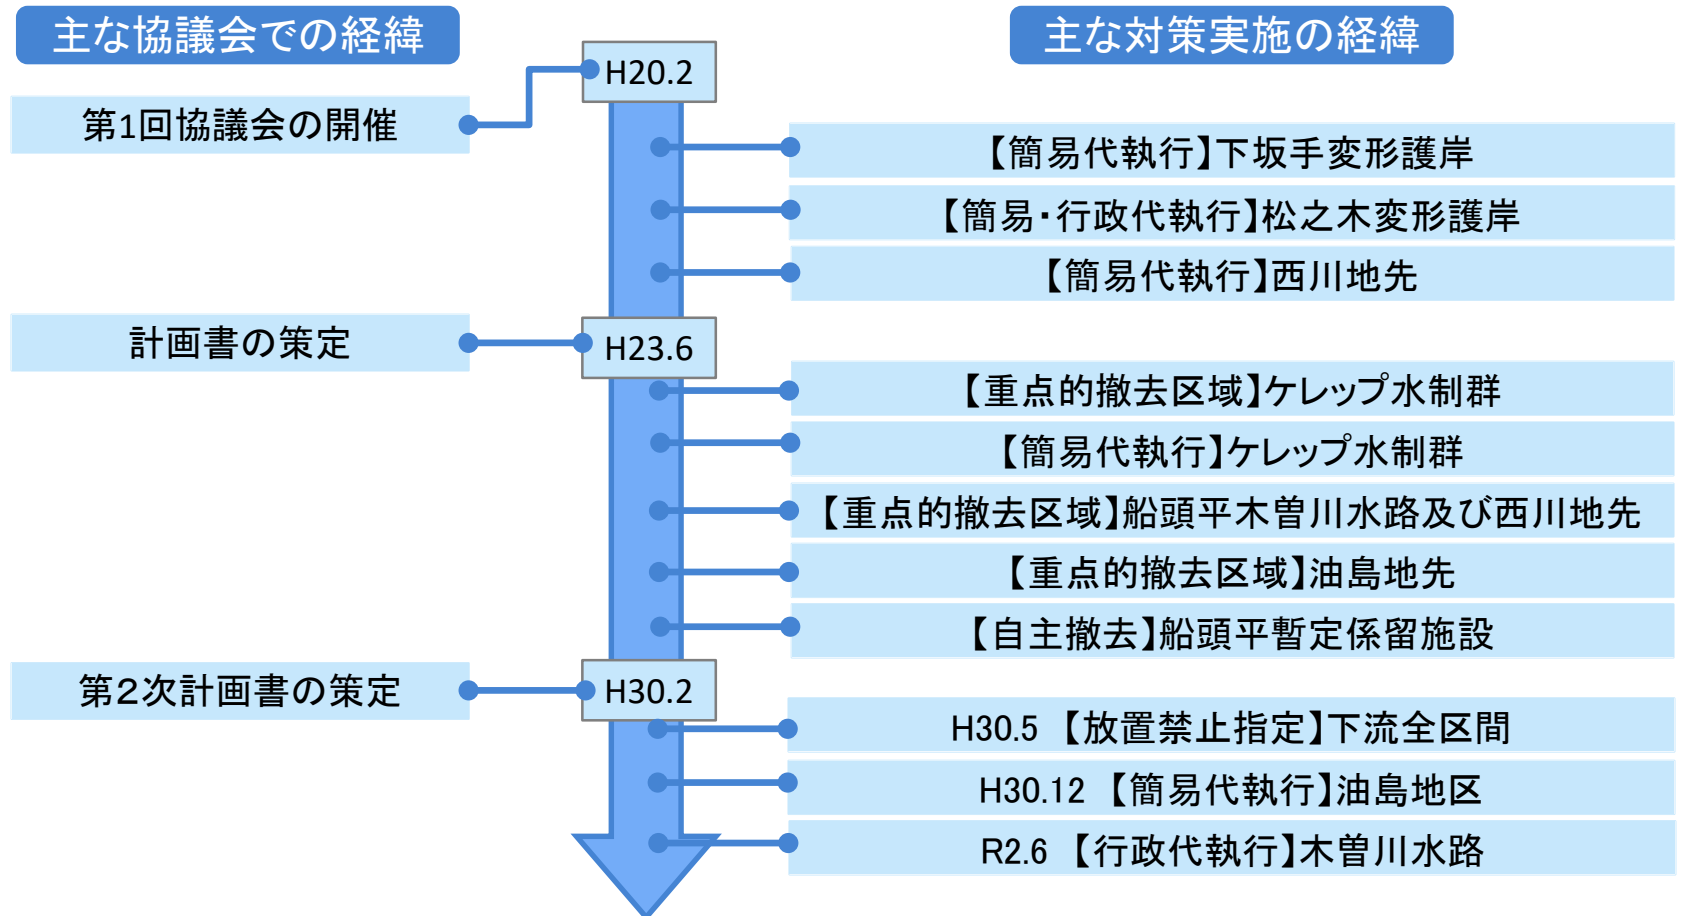 主な協議会での経緯
主な対策実施の経緯
H20.2
第1回協議会の開催
【簡易代執行】下坂手変形護岸
【簡易・行政代執行】松之木変形護岸
【簡易代執行】西川地先
計画書の策定
H23.6
【重点的撤去区域】ケレップ水制群
【簡易代執行】ケレップ水制群
【重点的撤去区域】船頭平木曽川水路及び西川地先
【重点的撤去区域】油島地先
【自主撤去】船頭平暫定係留施設
第２次計画書の策定
H30.2
H30.5 【放置禁止指定】下流全区間
H30.12 【簡易代執行】油島地区
R2.6 【行政代執行】木曽川水路